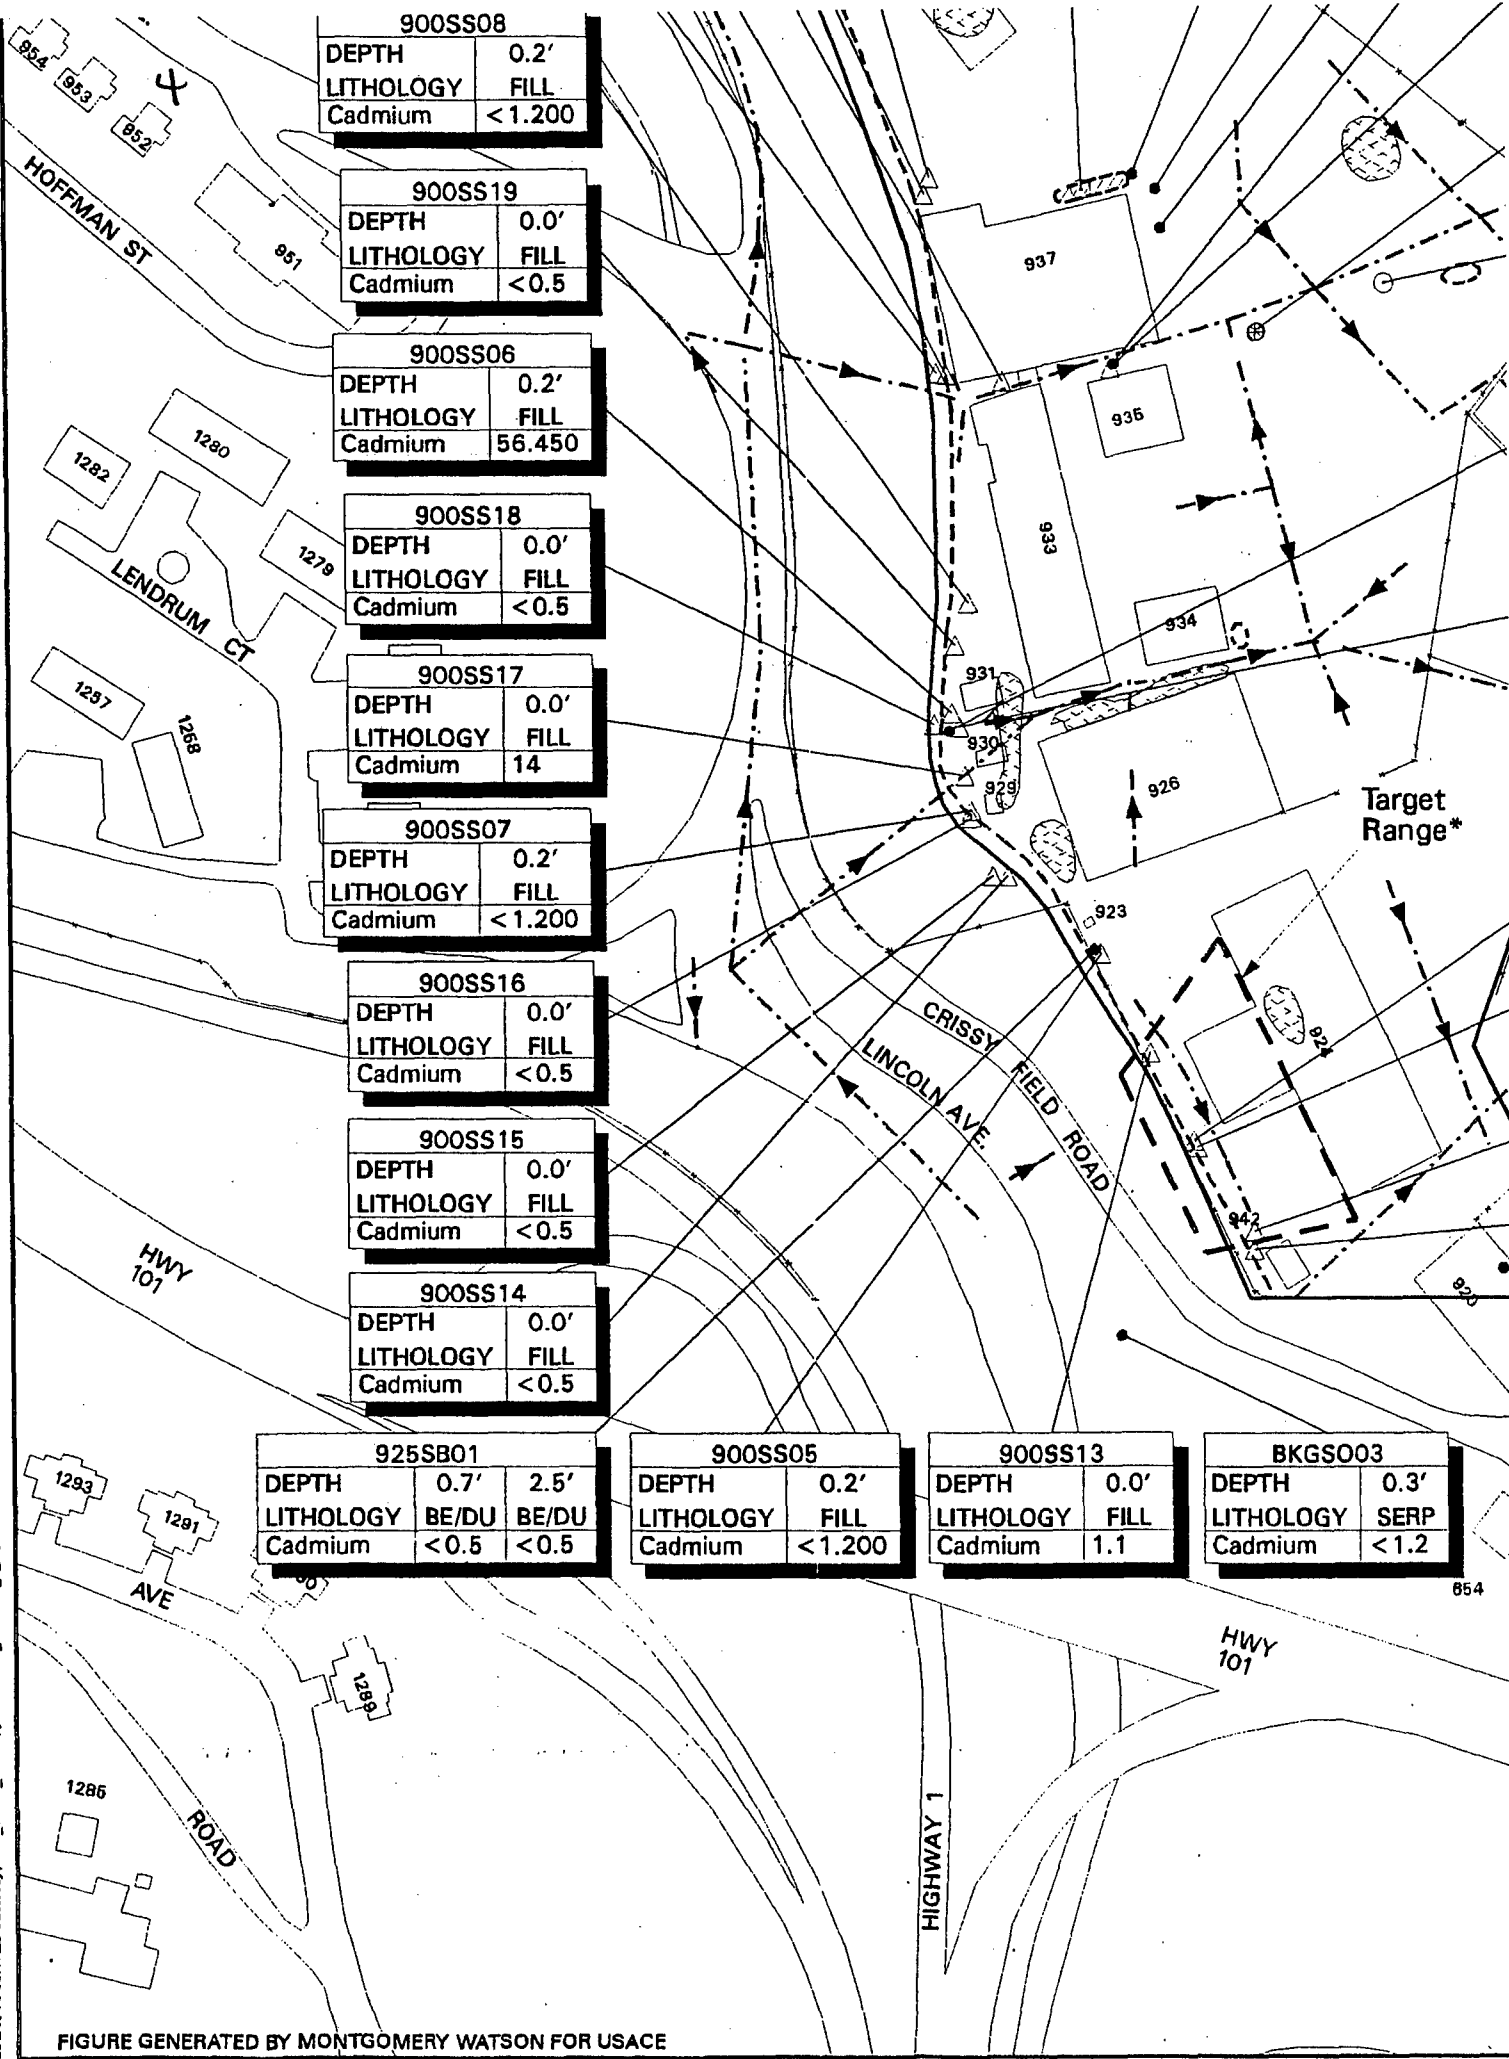 900SS08
DEPTH 0.2'
LITHOLOGY FILL
Cadmium <1.200
954
953
4
952
HOFFMAN ST
951
900SS19
DEPTH 0.0'
LITHOLOGY FILL
Cadmium <0.5
937
900SS06
DEPTH 0.2'
LITHOLOGY FILL
Cadmium 56.450
935
1280
1282
1279
LENDRUM CT
900SS18
DEPTH 0.0'
LITHOLOGY FILL
Cadmium <0.5
933
934
931
930
929
926
1257
1268
900SS17
DEPTH 0.0'
LITHOLOGY FILL
Cadmium 14
Target
Range*
900SS07
DEPTH 0.2'
LITHOLOGY FILL
Cadmium <1.200
923
900SS16
DEPTH 0.0'
LITHOLOGY FILL
Cadmium <0.5
CRISSY FIELD ROAD
LINCOLN AVE.
924
900SS15
DEPTH 0.0'
LITHOLOGY FILL
Cadmium <0.5
942
920
HWY
101
900SS14
DEPTH 0.0'
LITHOLOGY FILL
Cadmium <0.5
925SB01
DEPTH 0.7' 2.5'
LITHOLOGY BE/DU BE/DU
Cadmium <0.5 <0.5
900SS05
DEPTH 0.2'
LITHOLOGY FILL
Cadmium <1.200
900SS13
DEPTH 0.0'
LITHOLOGY FILL
Cadmium 1.1
BKGSO03
DEPTH 0.3'
LITHOLOGY SERP
Cadmium <1.2
654
1293
1291
AVE
1289
HWY
101
1285
ROAD
HIGHWAY 1
FIGURE GENERATED BY MONTGOMERY WATSON FOR USACE